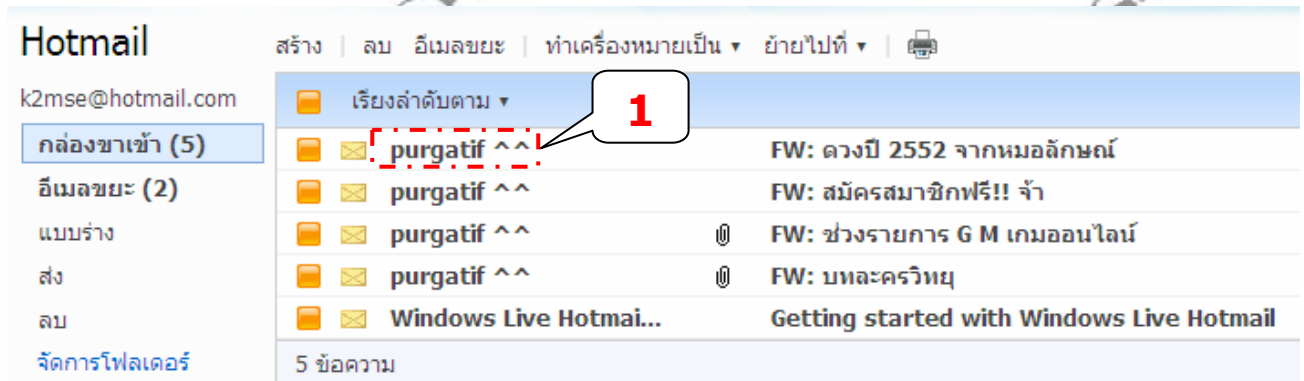 Hotmail
สร้าง | ลบ อีเมลขยะ | ทำเครื่องหมายเป็น ▾ ย้ายไปที่ ▾ |
k2mse@hotmail.com
เรียงลำดับตาม ▾
1
กล่องขาเข้า (5)
purgatif ^^ FW: ดวงปี 2552 จากหมอลักษณ์
อีเมลขยะ (2)
purgatif ^^ FW: สมัครสมาชิกฟรี!! จ้า
แบบร่าง
purgatif ^^ FW: ช่วงรายการ G M เกมออนไลน์
ส่ง
purgatif ^^ FW: บทละครวิทยุ
ลบ
Windows Live Hotmai... Getting started with Windows Live Hotmail
จัดการโฟลเดอร์
5 ข้อความ